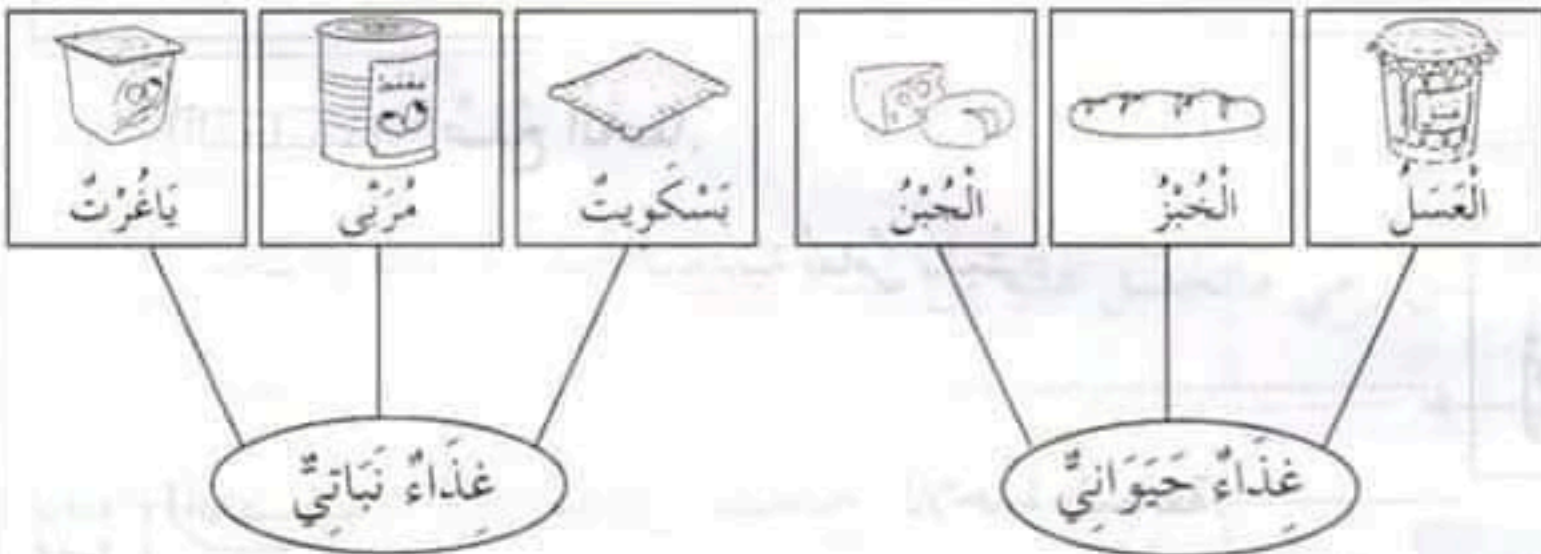 الْعَسَلُ
الْخُبْزُ
الْجُبْنُ
بَسْكَوِيتٌ
مُرَبَّى
يَاغُرْتٌ
غِذَاءٌ حَيَوَانِيٌّ
غِذَاءٌ نَبَاتِيٌّ